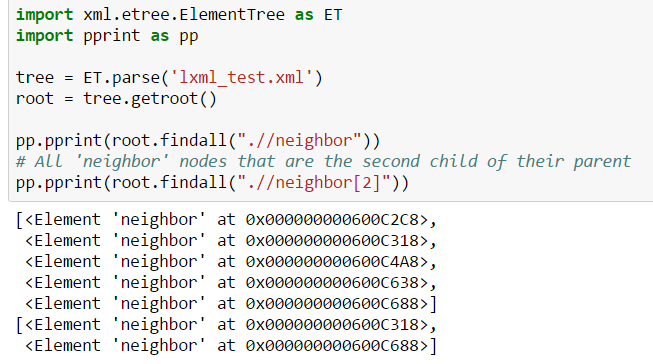 import xml.etree.ElementTree as ET
import pprint as pp
tree = ET.parse('lxml_test.xml')
root = tree.getroot()
pp.pprint(root.findall(".//neighbor"))
# All 'neighbor' nodes that are the second child of their parent
pp.pprint(root.findall(".//neighbor[2]"))
[<Element 'neighbor' at 0x000000000600C2C8>,
<Element 'neighbor' at 0x000000000600C318>,
<Element 'neighbor' at 0x000000000600C4A8>,
<Element 'neighbor' at 0x000000000600C638>,
<Element 'neighbor' at 0x000000000600C688>]
[<Element 'neighbor' at 0x000000000600C318>,
<Element 'neighbor' at 0x000000000600C688>]